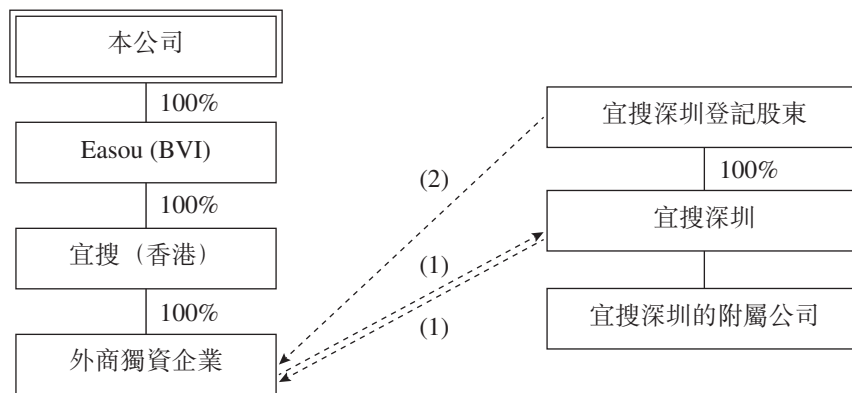 本公司
100%
Easou (BVI)
100%
宜搜（香港）
100%
外商獨資企業
宜搜深圳登記股東
100%
宜搜深圳
宜搜深圳的附屬公司
(2)
(1)
(1)